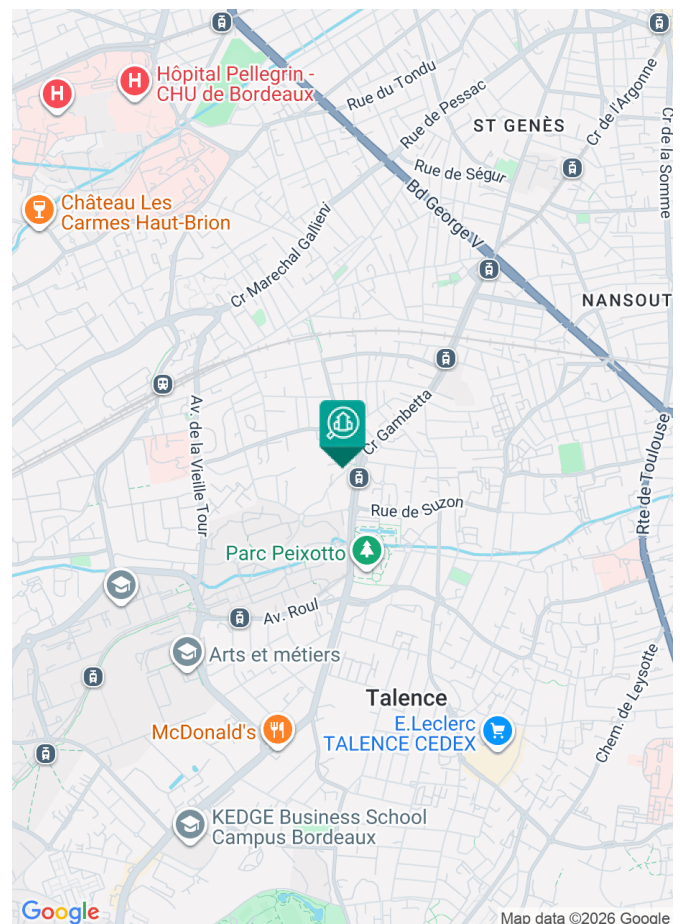 Hôpital Pellegrin -
CHU de Bordeaux
H
H
Rue du Tondu
Rue de Pessac
ST GENÈS
Cr de l'Argonne
Cr de la Somme
Rue de Ségur
Bd George V
Château Les
Carmes Haut-Brion
Cr Marechal Gallieni
NANSOUT
Av. de la Vieille Tour
Cr Gambetta
Rte de Toulouse
Rue de Suzon
Parc Peixotto
Av. Roul
Arts et métiers
Chem. de Leysotte
Talence
McDonald's
E.Leclerc
TALENCE CEDEX
KEDGE Business School
Campus Bordeaux
Google
Map data ©2026 Google